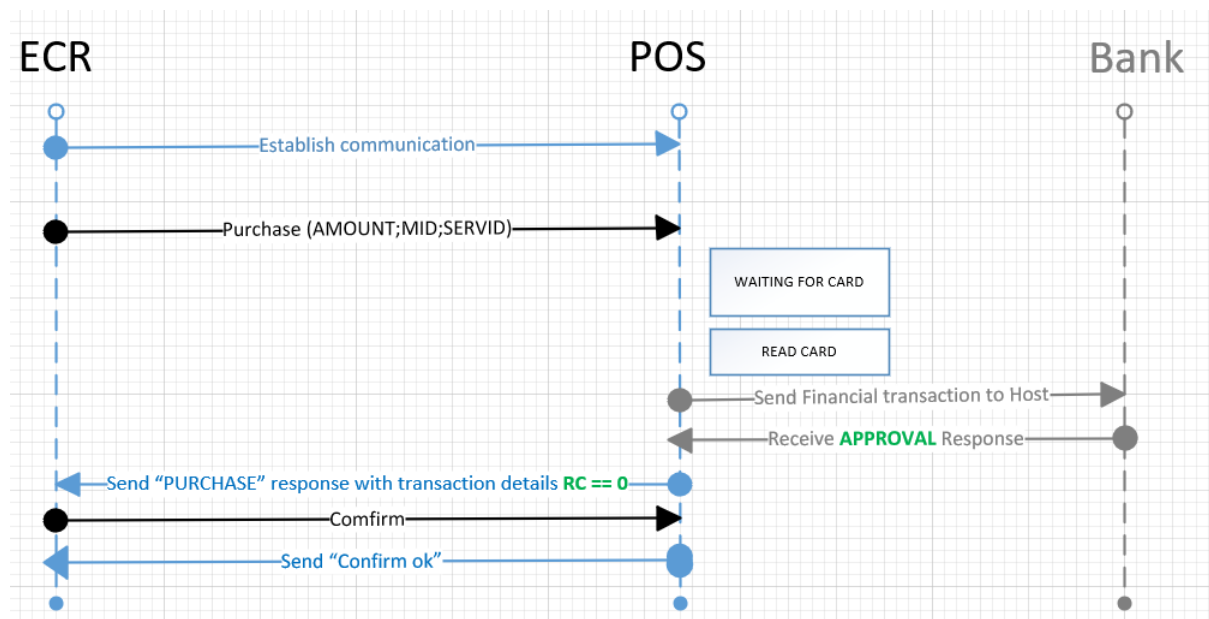 ECR
POS
Bank
Establish communication
Purchase (AMOUNT;MID;SERVID)
WAITING FOR CARD
READ CARD
Send Financial transaction to Host
Receive APPROVAL Response
Send “PURCHASE” response with transaction details RC == 0
Comfirm
Send “Confirm ok”